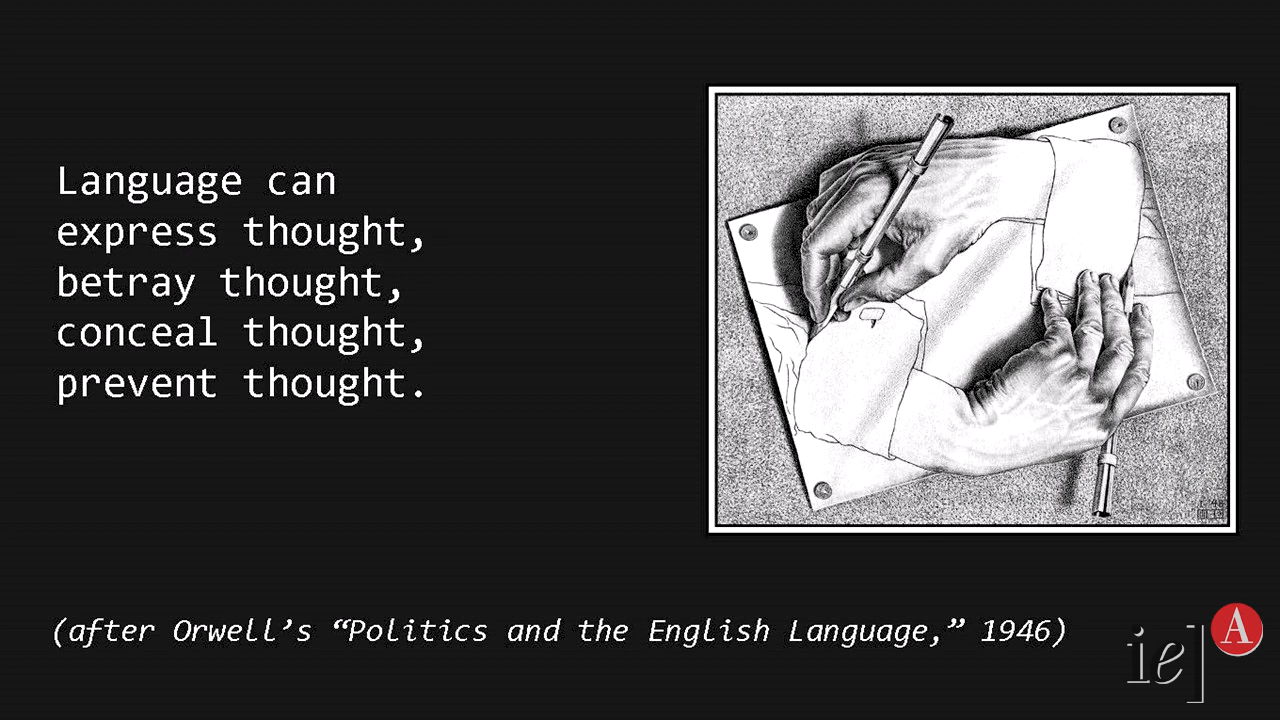 Language can
express thought,
betray thought,
conceal thought,
prevent thought.
(after Orwell’s “Politics and the English Language,” 1946)
ie]
A